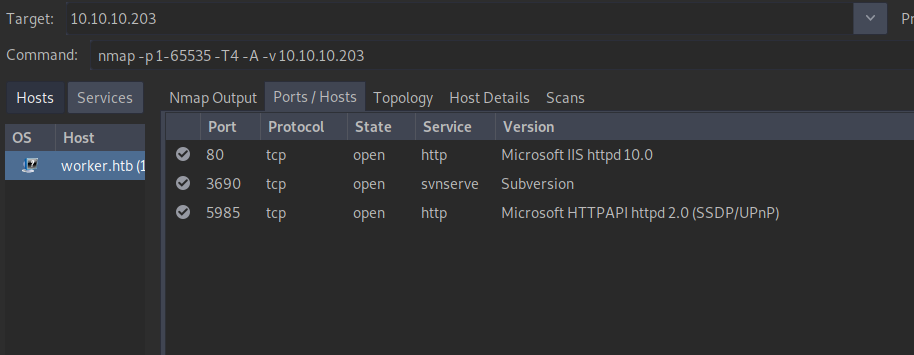 Target: 10.10.10.203 Pr
Command: nmap -p 1-65535 -T4 -A -v 10.10.10.203
Hosts Services Nmap Output Ports / Hosts Topology Host Details Scans
OS Host Port Protocol State Service Version
worker.htb (1 80 tcp open http Microsoft IIS httpd 10.0
3690 tcp open svnserve Subversion
5985 tcp open http Microsoft HTTPAPI httpd 2.0 (SSDP/UPnP)